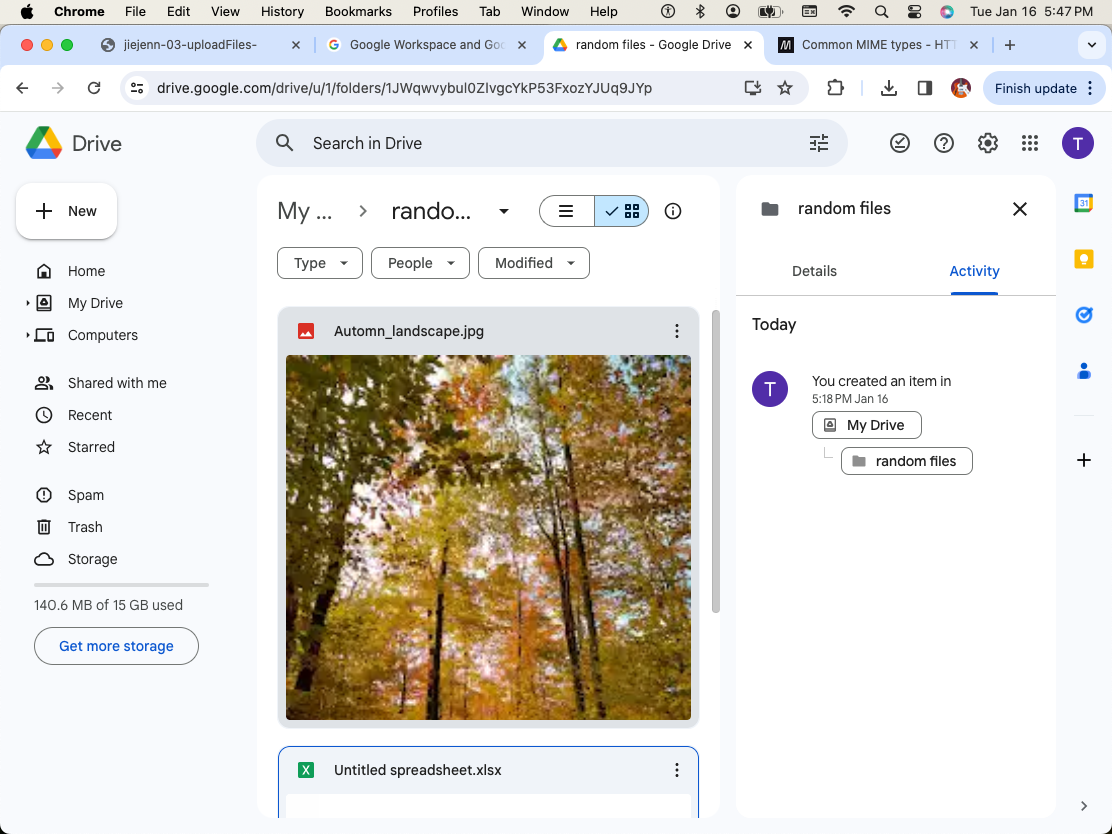 Chrome File Edit View History Bookmarks Profiles Tab Window Help Tue Jan 16 5:47 PM
jiejenn-03-uploadFiles- Google Workspace and Goo random files - Google Drive Common MIME types - HTT
drive.google.com/drive/u/1/folders/1JWqwvybul0ZIvgcYkP53FxozYJUq9JYp Finish update
Drive Search in Drive T
New
Home
My Drive
Computers
Shared with me
Recent
Starred
Spam
Trash
Storage
140.6 MB of 15 GB used
Get more storage
My ... rando...
Type People Modified
Automn_landscape.jpg
X Untitled spreadsheet.xlsx
random files
Details Activity
Today
T You created an item in
5:18 PM Jan 16
My Drive
random files
31